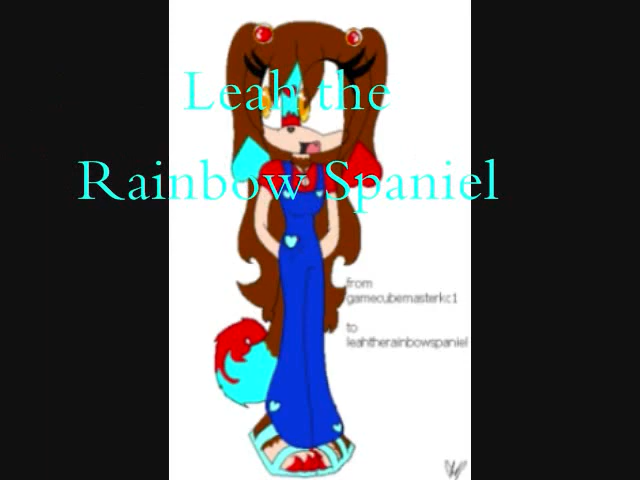 Leah the
Rainbow Spaniel
from
gamecubemasterkc1
to
leahtherainbowspaniel